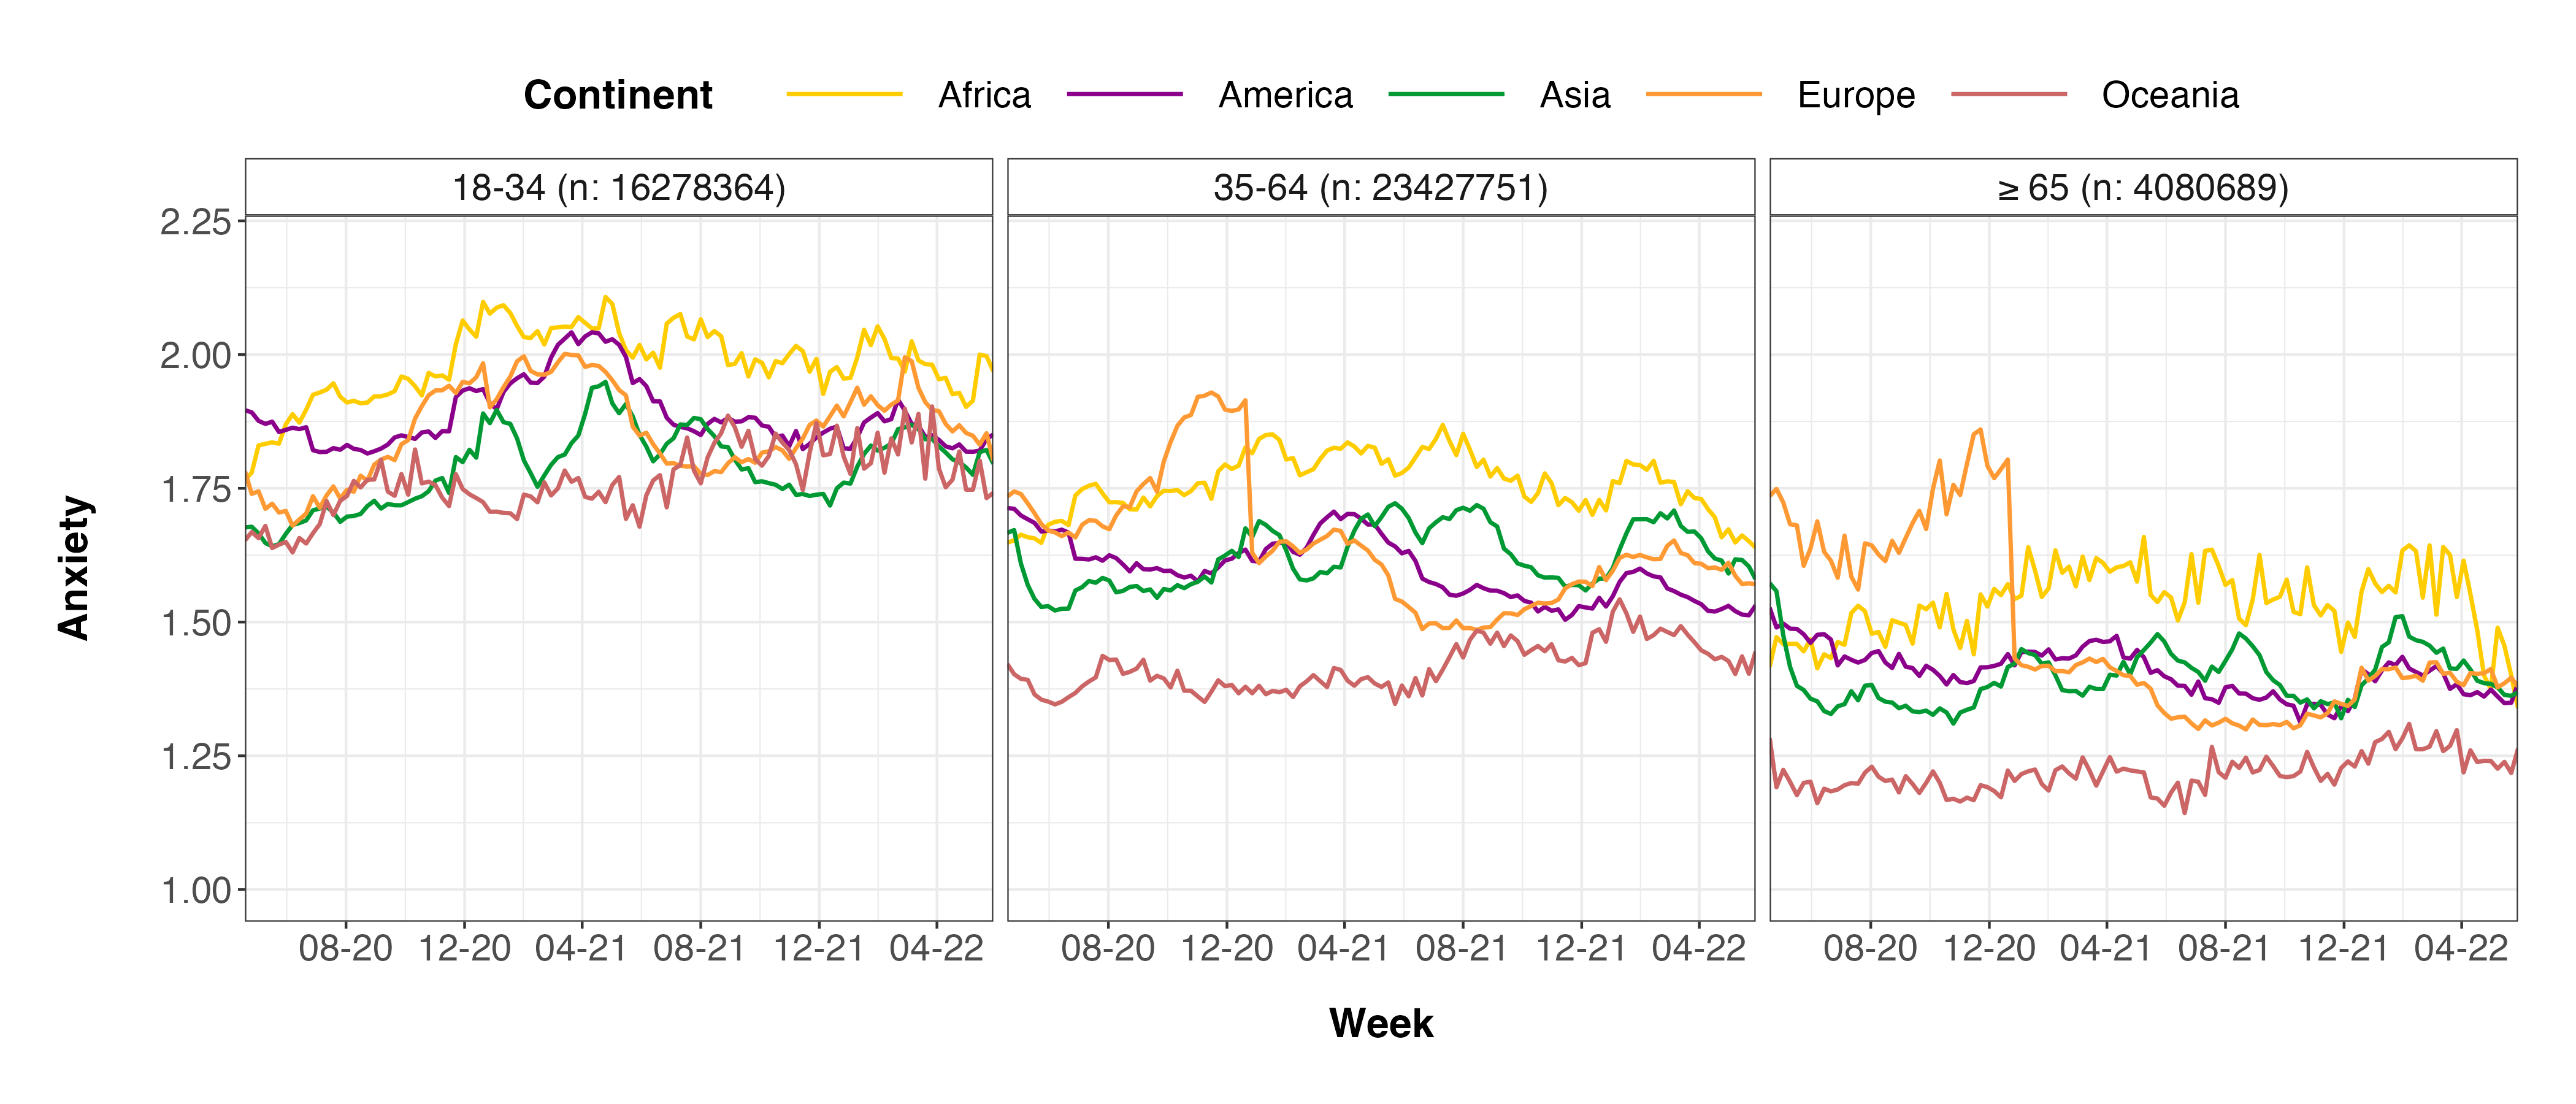 Continent Africa America Asia Europe Oceania
18-34 (n: 16278364) 35-64 (n: 23427751) ≥ 65 (n: 4080689)
2.25
2.00
1.75
1.50
1.25
1.00
Anxiety
08-20 12-20 04-21 08-21 12-21 04-22 08-20 12-20 04-21 08-21 12-21 04-22 08-20 12-20 04-21 08-21 12-21 04-22
Week